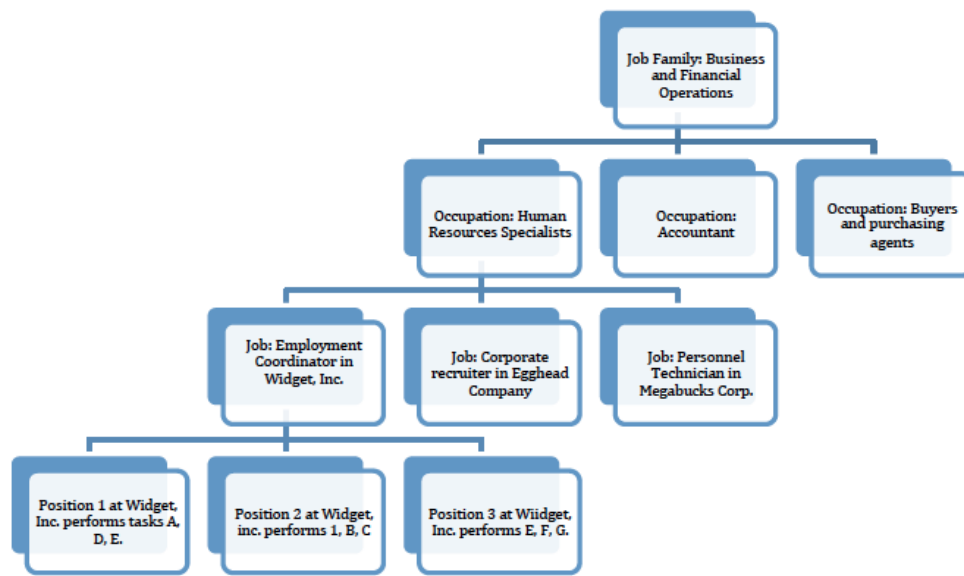 Job Family: Business
and Financial
Operations
Occupation: Human
Resources Specialists
Occupation:
Accountant
Occupation: Buyers
and purchasing
agents
Job: Employment
Coordinator in
Widget, Inc.
Job: Corporate
recruiter in Egghead
Company
Job: Personnel
Technician in
Megabucks Corp.
Position 1 at Widget,
Inc. performs tasks A,
D, E.
Position 2 at Widget,
inc. performs 1, B, C
Position 3 at Wiidget,
Inc. performs E, F, G.